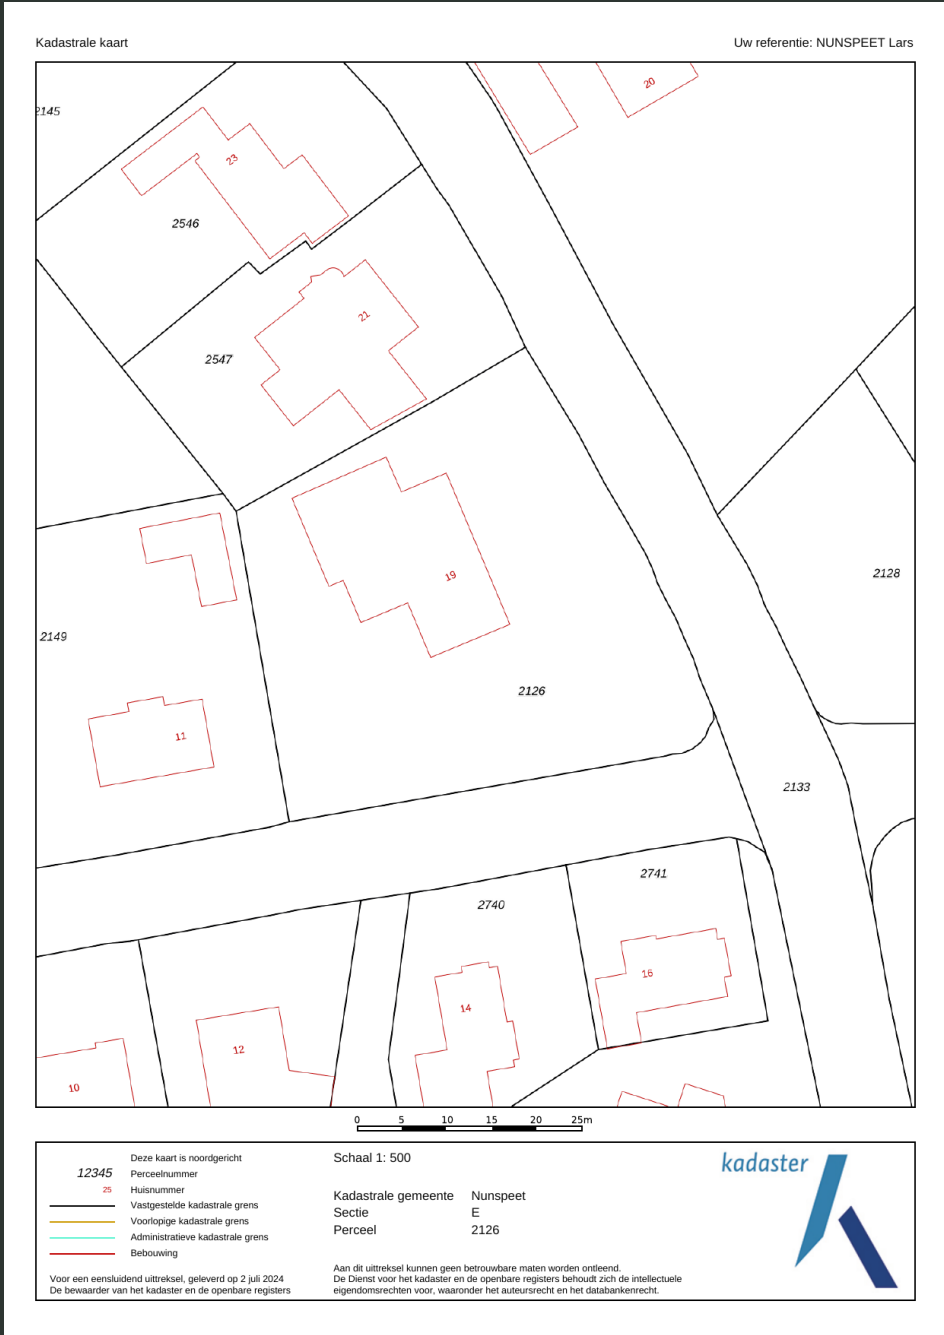 Kadastrale kaart
Uw referentie: NUNSPEET Lars
20
2145
23
2546
21
2547
19
2128
2149
2126
11
2133
2741
2740
16
14
12
10
0 5 10 15 20 25m
Deze kaart is noordgericht
12345 Perceelnummer
25 Huisnummer
Vastgestelde kadastrale grens
Voorlopige kadastrale grens
Administratieve kadastrale grens
Bebouwing
Voor een eensluidend uittreksel, geleverd op 2 juli 2024
De bewaarder van het kadaster en de openbare registers
Schaal 1: 500
Kadastrale gemeente Nunspeet
Sectie E
Perceel 2126
Aan dit uittreksel kunnen geen betrouwbare maten worden ontleend.
De Dienst voor het kadaster en de openbare registers behoudt zich de intellectuele
eigendomsrechten voor, waaronder het auteursrecht en het databankenrecht.
kadaster